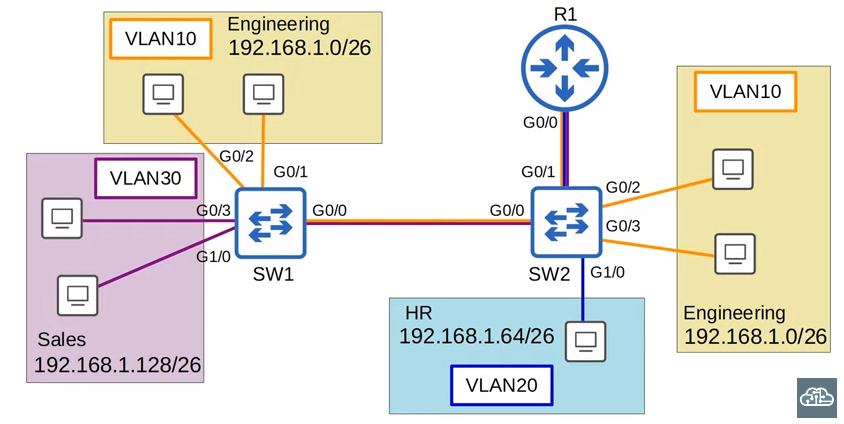 R1
Engineering
192.168.1.0/26
VLAN10
VLAN10
G0/0
G0/2
G0/1
G0/1
G0/2
VLAN30
G0/3
G0/0
G0/0
G0/3
G1/0
SW1
SW2
G1/0
HR
192.168.1.64/26
VLAN20
Engineering
192.168.1.0/26
Sales
192.168.1.128/26